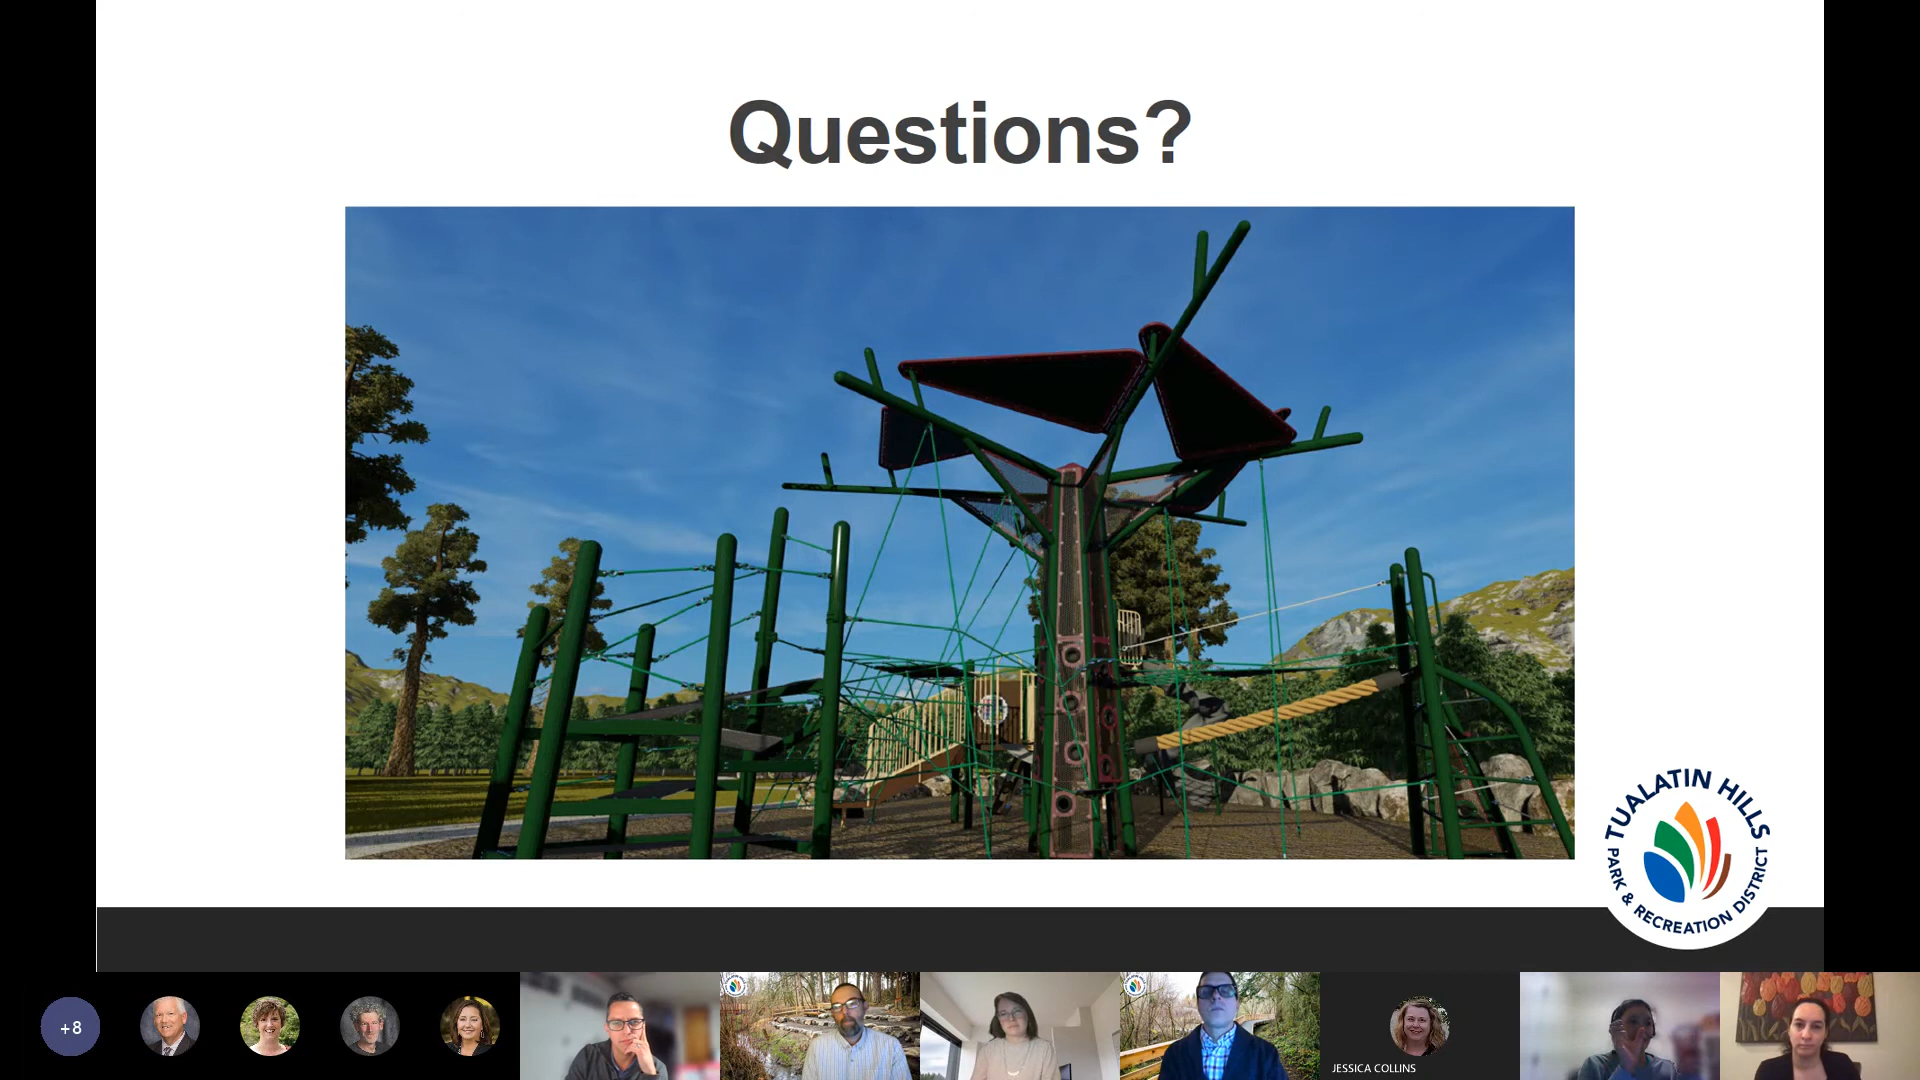 Questions?
TUALATIN HILLS
PARK & RECREATION DISTRICT
+8
JESSICA COLLINS